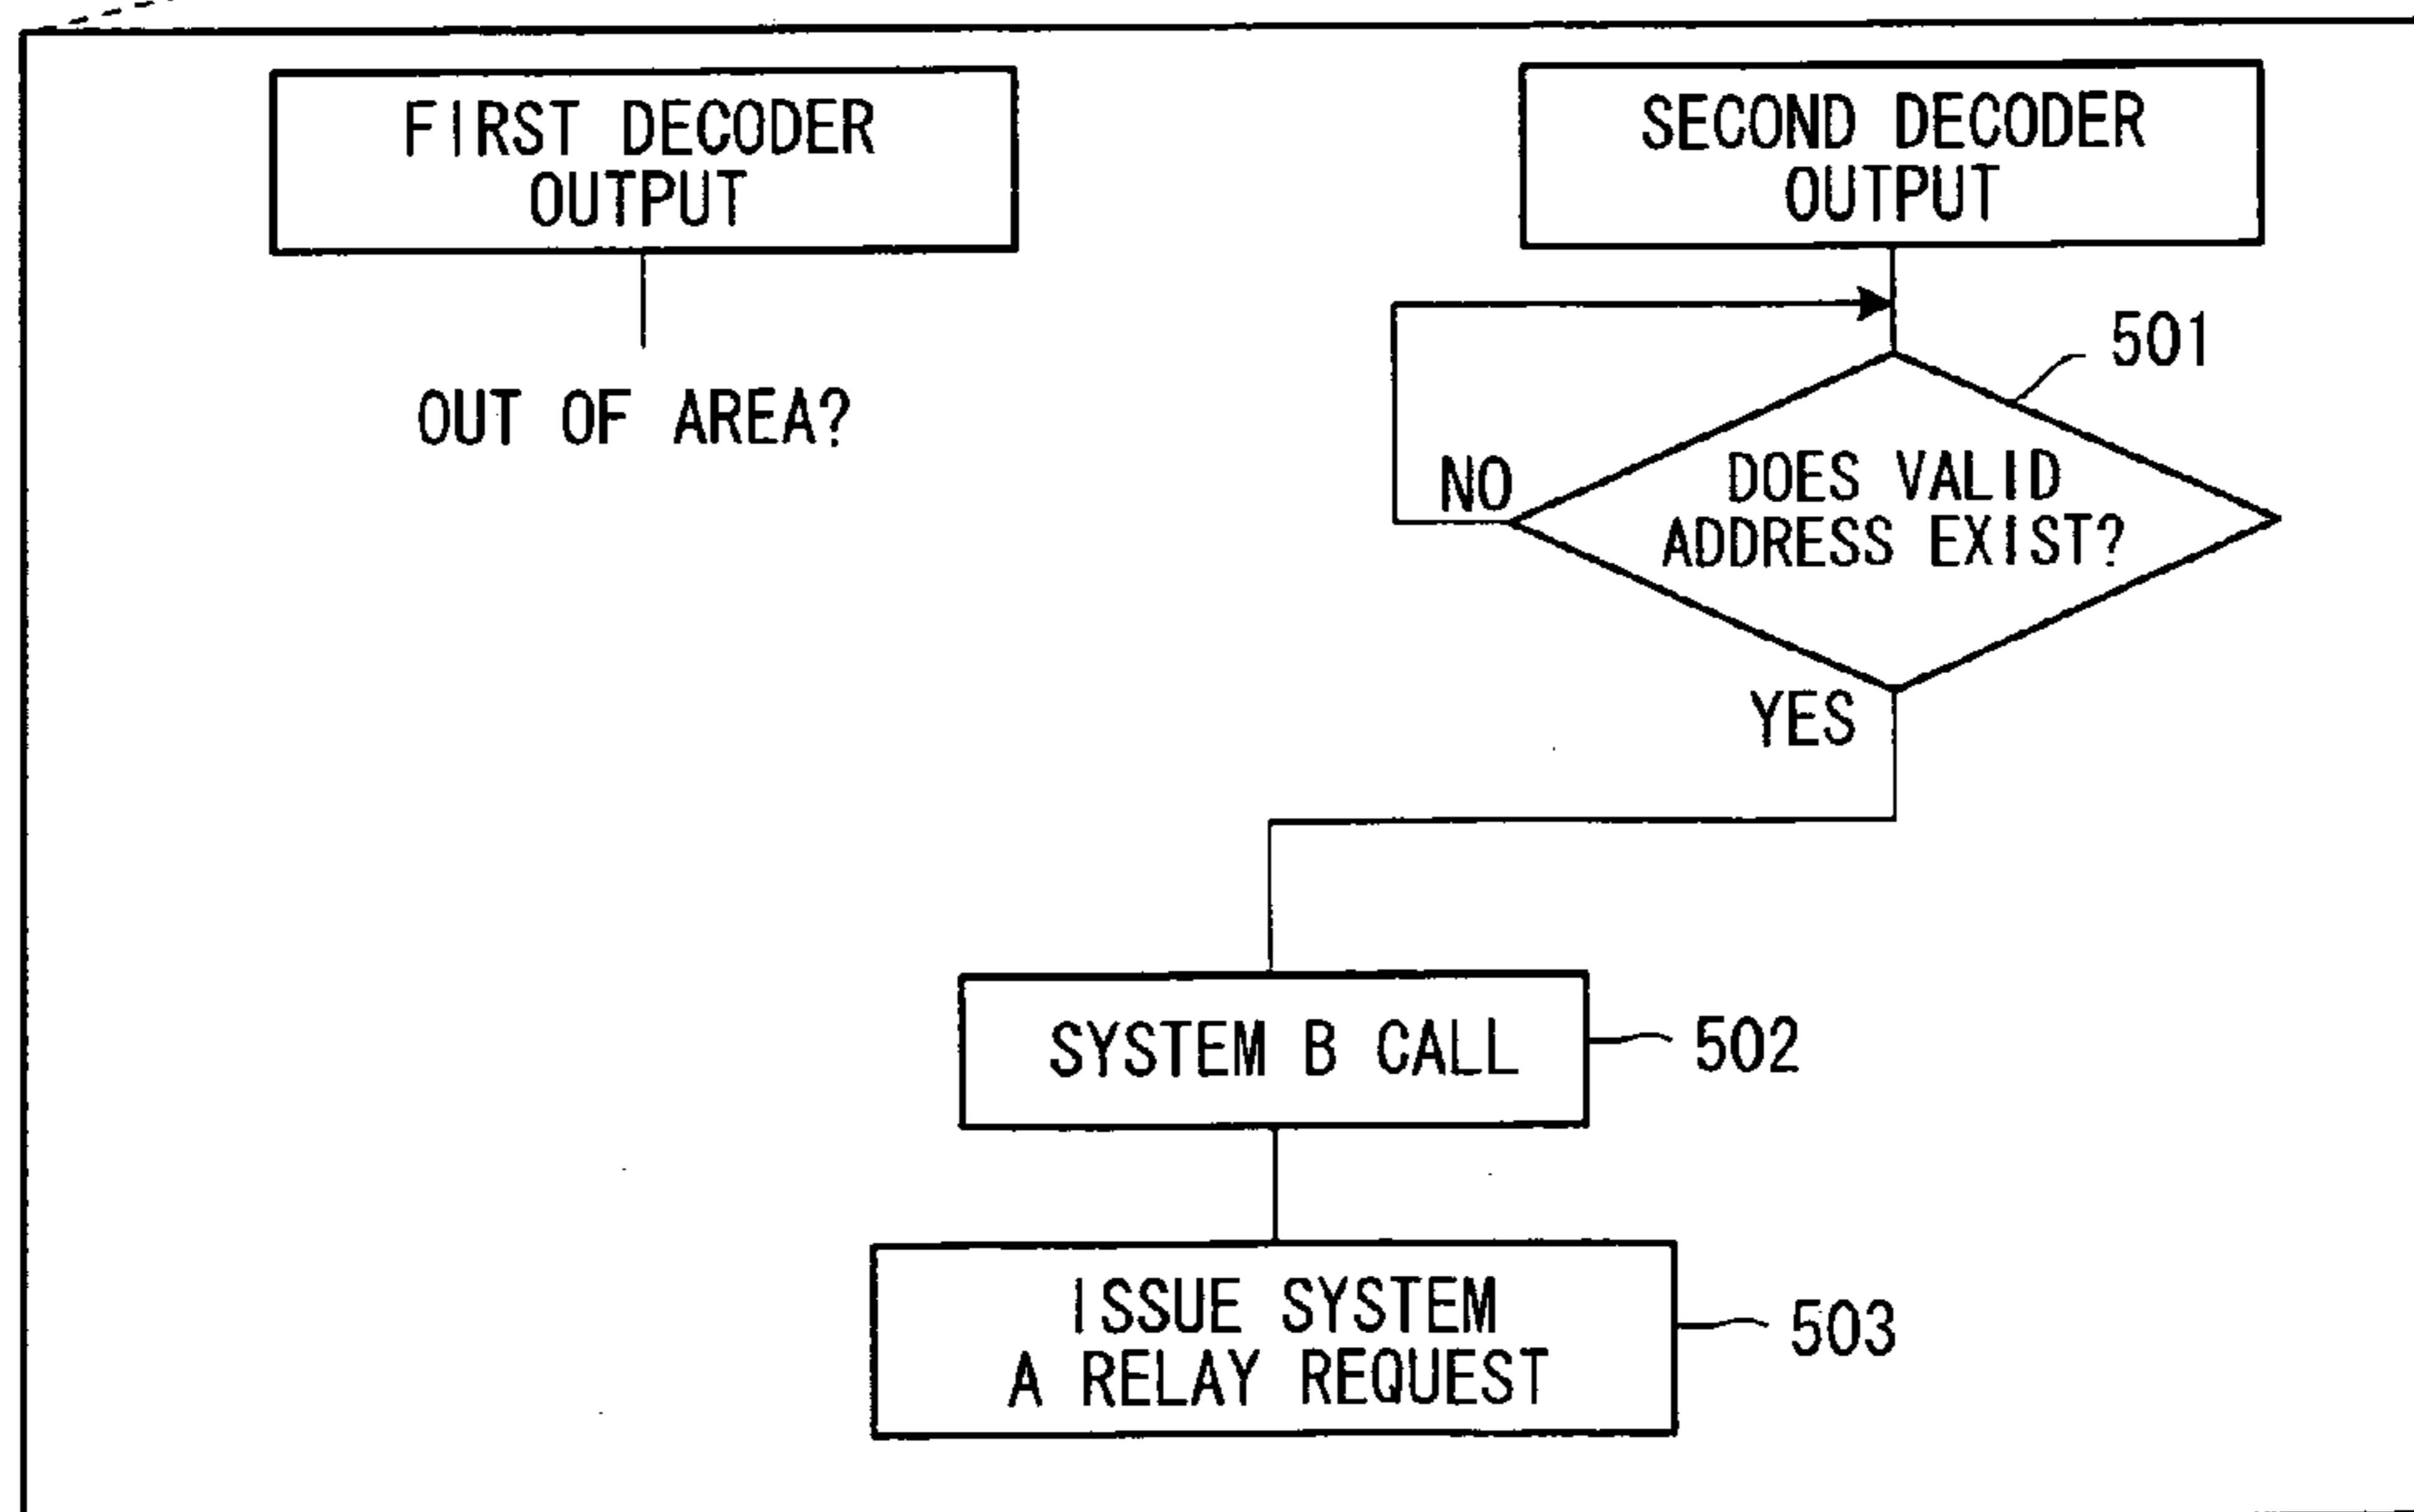 FIRST DECODER
OUTPUT
OUT OF AREA?
SECOND DECODER
OUTPUT
501
NO
DOES VALID
ADDRESS EXIST?
YES
SYSTEM B CALL
502
ISSUE SYSTEM
A RELAY REQUEST
503